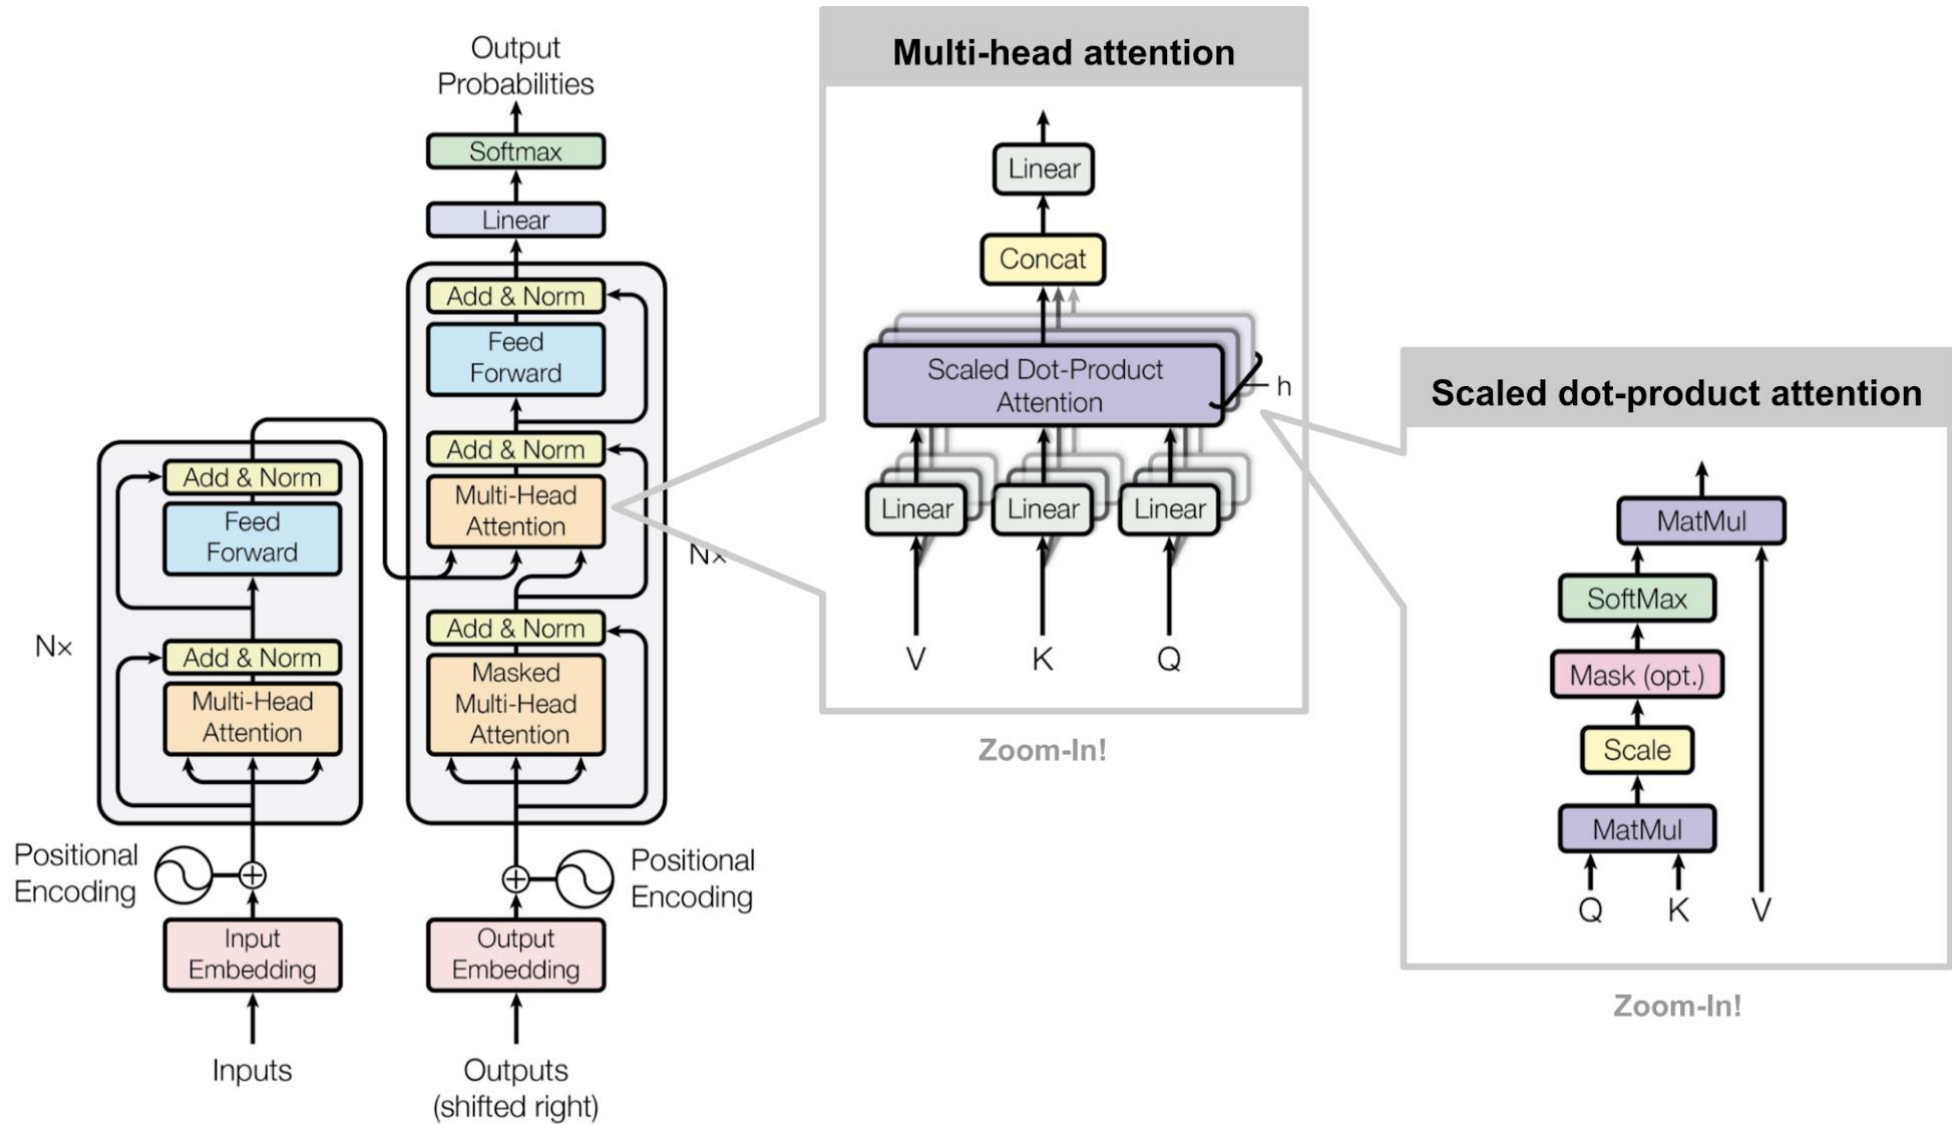 Output
Probabilities
Softmax
Linear
Add & Norm
Feed
Forward
Add & Norm
Multi-Head
Attention
Nx
Add & Norm
Masked
Multi-Head
Attention
Positional
Encoding
Output
Embedding
Outputs
(shifted right)
Add & Norm
Feed
Forward
Nx
Add & Norm
Multi-Head
Attention
Positional
Encoding
Input
Embedding
Inputs
Multi-head attention
Linear
Concat
Scaled Dot-Product
Attention
h
Linear Linear Linear
V K Q
Zoom-In!
Scaled dot-product attention
MatMul
SoftMax
Mask (opt.)
Scale
MatMul
Q K V
Zoom-In!